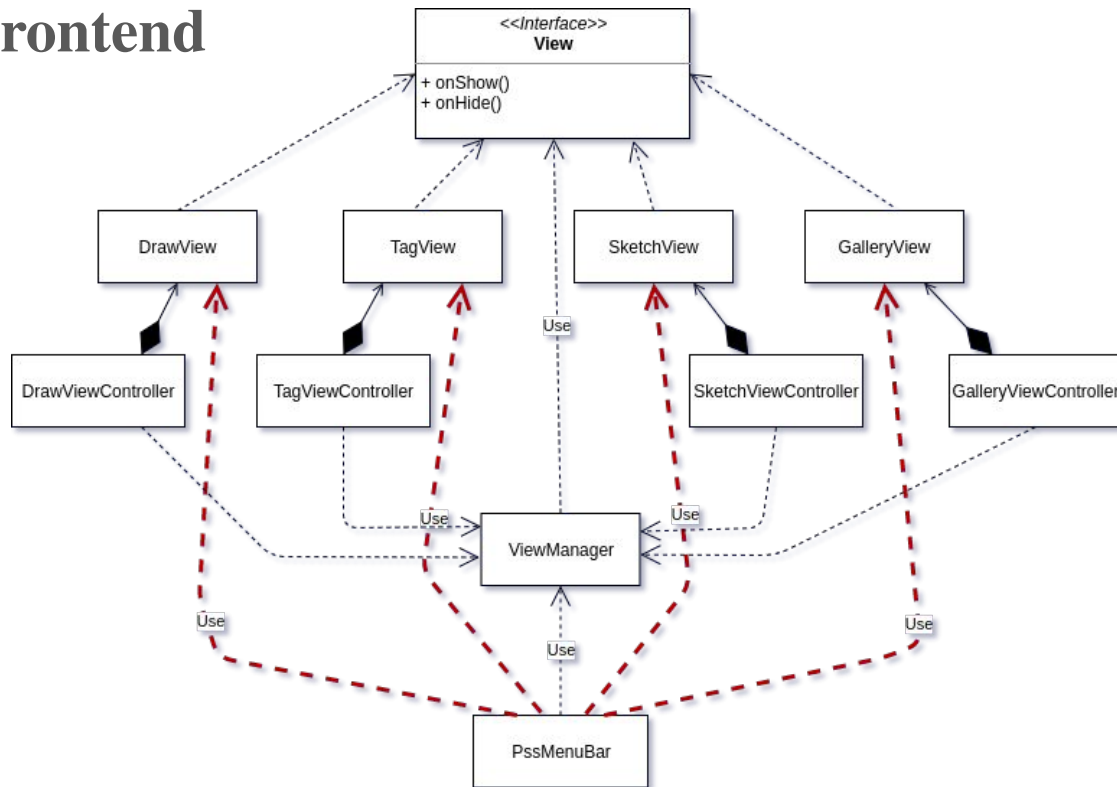 rontend
<<Interface>>
View
+ onShow()
+ onHide()
DrawView
TagView
SketchView
GalleryView
Use
DrawViewController
TagViewController
SketchViewController
GalleryViewController
Use
Use
ViewManager
Use
Use
Use
PssMenuBar